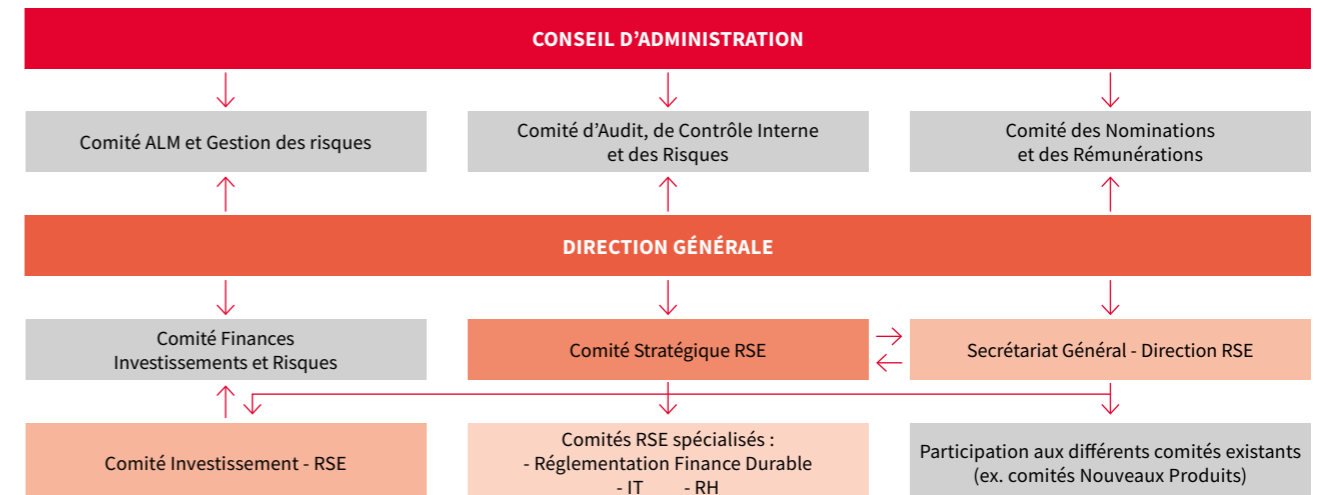 CONSEIL D’ADMINISTRATION
Comité ALM et Gestion des risques
Comité d’Audit, de Contrôle Interne
et des Risques
Comité des Nominations
et des Rémunérations
DIRECTION GÉNÉRALE
Comité Finances
Investissements et Risques
Comité Stratégique RSE
Secrétariat Général - Direction RSE
Comité Investissement - RSE
Comités RSE spécialisés :
- Réglementation Finance Durable
- IT - RH
Participation aux différents comités existants
(ex. comités Nouveaux Produits)